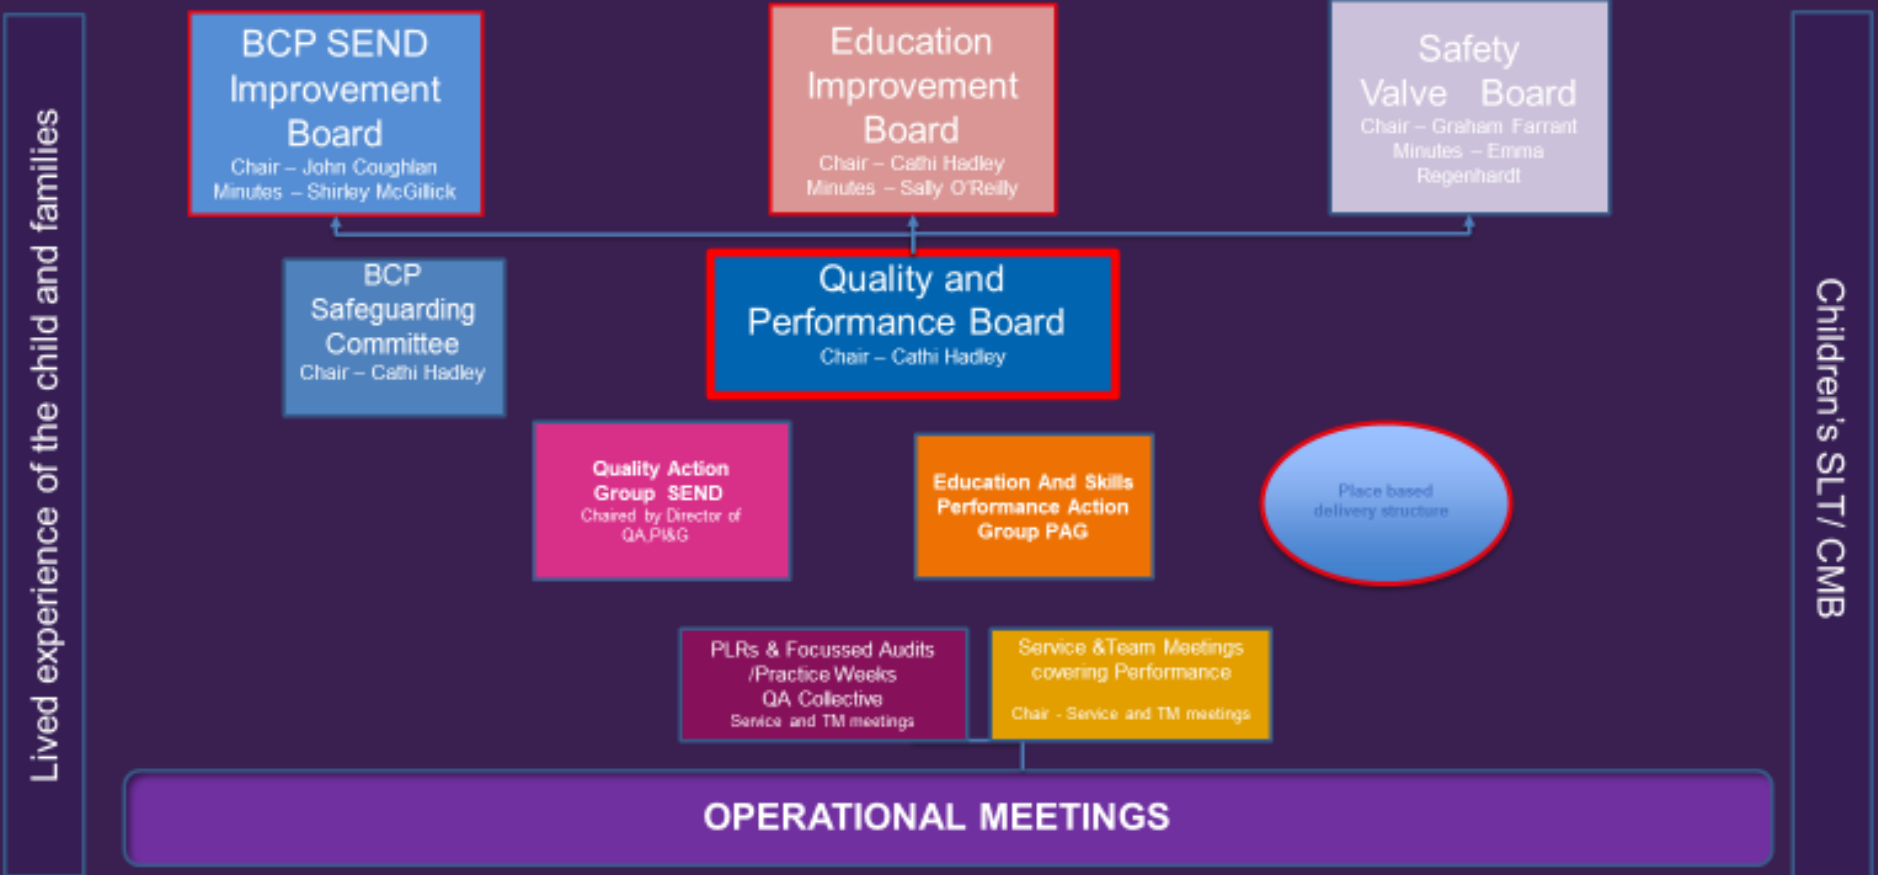 Lived experience of the child and families
BCP SEND
Improvement
Board
Chair – John Coughlan
Minutes – Shirley McGillick
Education
Improvement
Board
Chair – Cathi Hadley
Minutes – Sally O'Reilly
Safety
Valve Board
Chair – Graham Farrant
Minutes – Emma
Regenhardt
BCP
Safeguarding
Committee
Chair – Cathi Hadley
Quality and
Performance Board
Chair – Cathi Hadley
Quality Action
Group SEND
Chaired by Director of
QA,PI&G
Education And Skills
Performance Action
Group PAG
Place based
delivery structure
PLRs & Focussed Audits
/Practice Weeks
QA Collective
Service and TM meetings
Service &Team Meetings
covering Performance
Chair - Service and TM meetings
OPERATIONAL MEETINGS
Children's SLT/ CMB